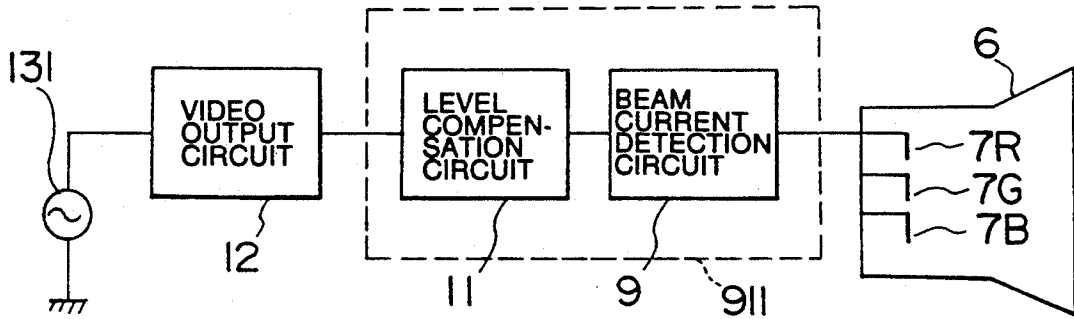 131
VIDEO
OUTPUT
CIRCUIT
12
LEVEL
COMPEN-
SATION
CIRCUIT
11
BEAM
CURRENT
DETECTION
CIRCUIT
9
911
6
7R
7G
7B